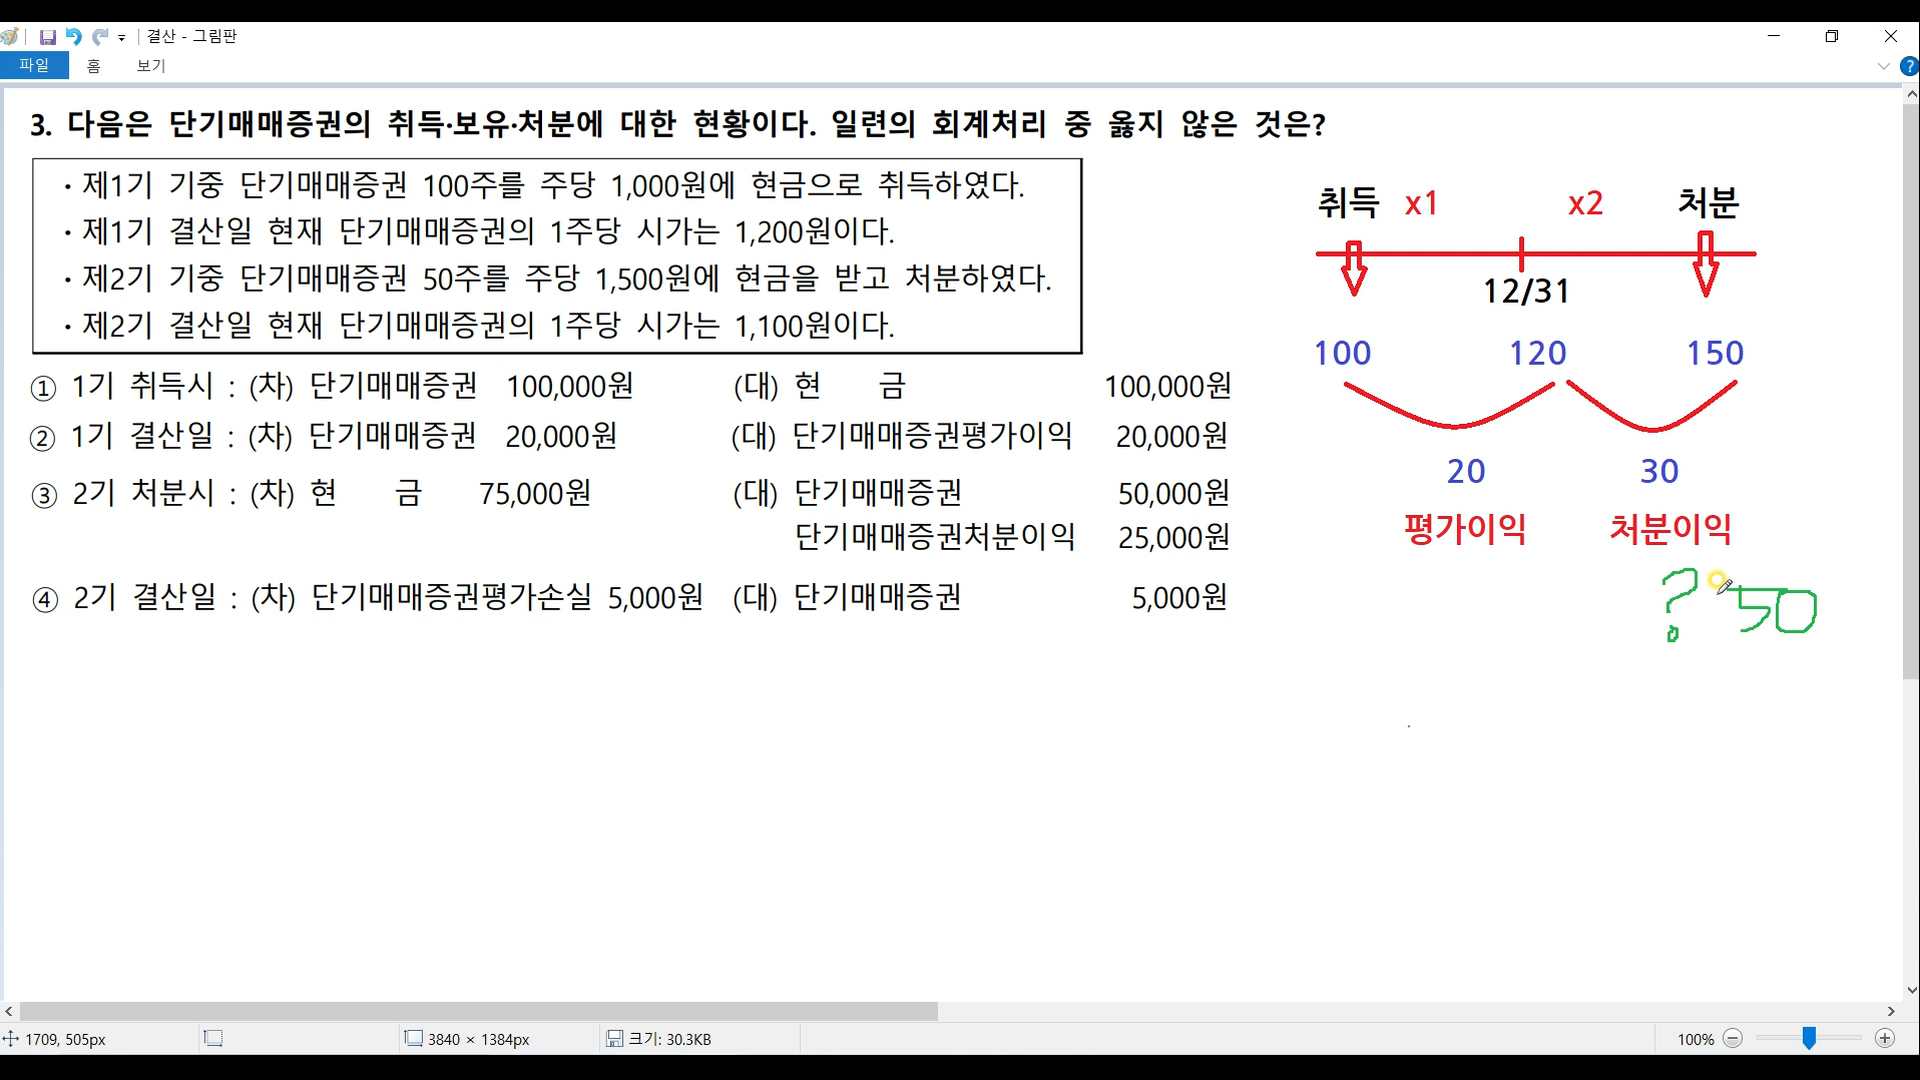 결산 - 그림판
파일 홈 보기
3. 다음은 단기매매증권의 취득·보유·처분에 대한 현황이다. 일련의 회계처리 중 옳지 않은 것은?
· 제1기 기중 단기매매증권 100주를 주당 1,000원에 현금으로 취득하였다.
· 제1기 결산일 현재 단기매매증권의 1주당 시가는 1,200원이다.
· 제2기 기중 단기매매증권 50주를 주당 1,500원에 현금을 받고 처분하였다.
· 제2기 결산일 현재 단기매매증권의 1주당 시가는 1,100원이다.
① 1기 취득시 : (차) 단기매매증권 100,000원 (대) 현 금 100,000원
② 1기 결산일 : (차) 단기매매증권 20,000원 (대) 단기매매증권평가이익 20,000원
③ 2기 처분시 : (차) 현 금 75,000원 (대) 단기매매증권 50,000원
단기매매증권처분이익 25,000원
④ 2기 결산일 : (차) 단기매매증권평가손실 5,000원 (대) 단기매매증권 5,000원
취득 x1 x2 처분
12/31
100 120 150
20 30
평가이익 처분이익
? 50
1709, 505px 3840 × 1384px 크기: 30.3KB 100%